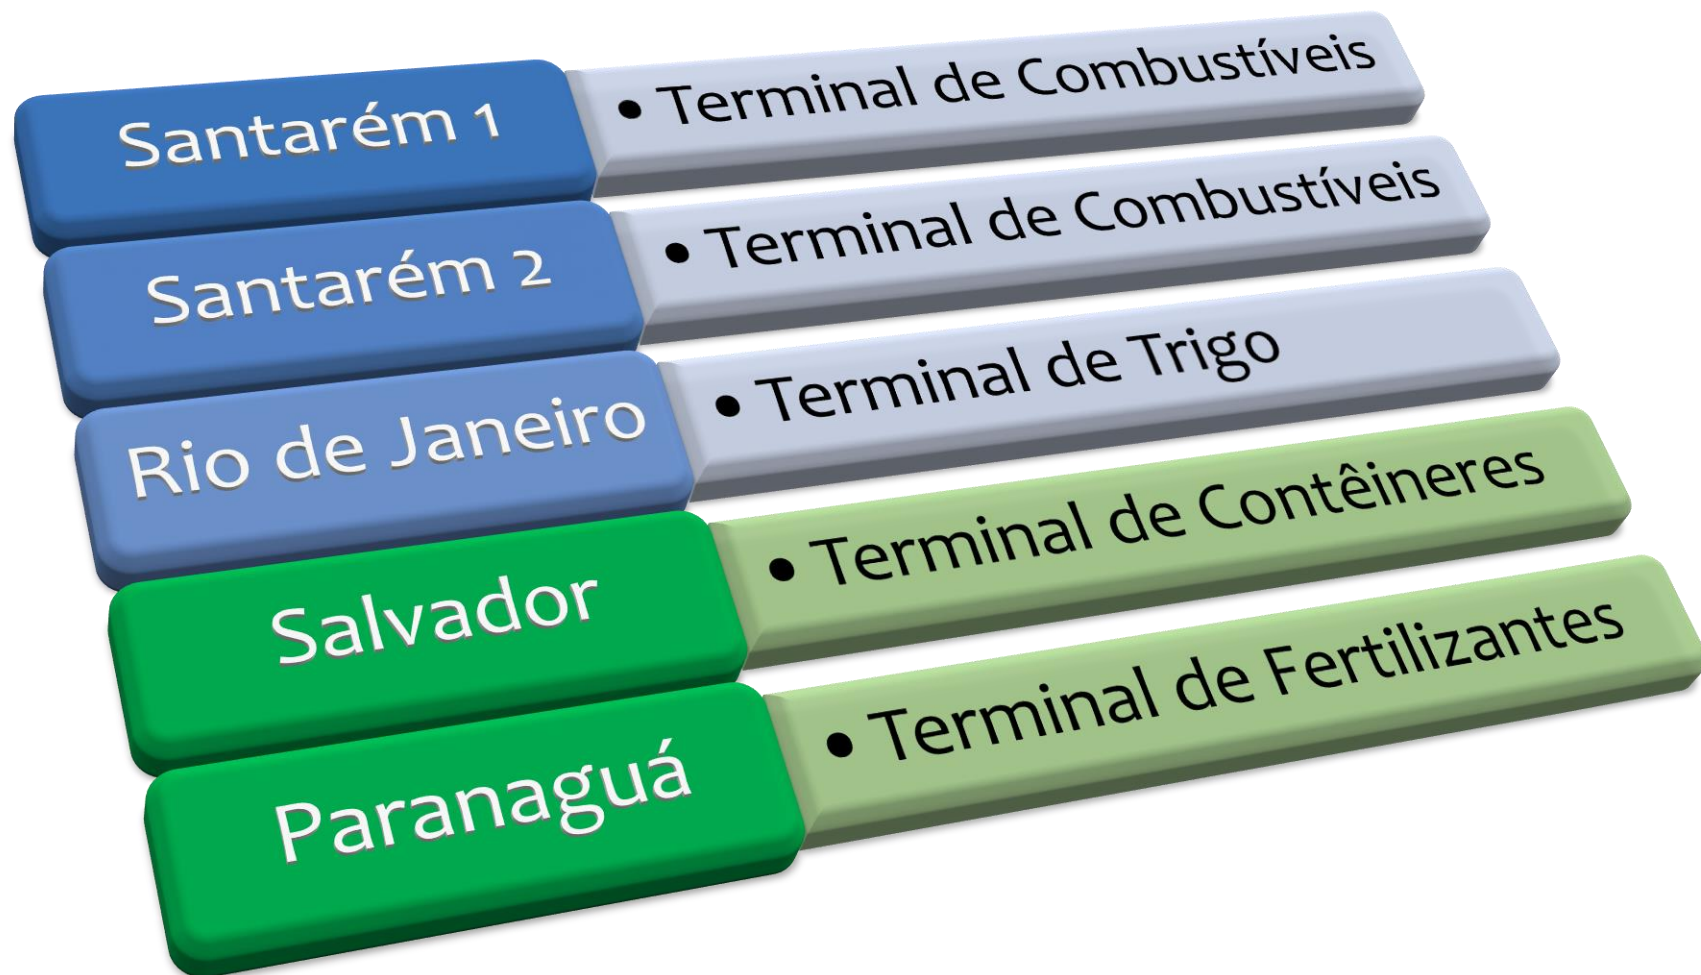 Santarém 1
• Terminal de Combustíveis
Santarém 2
• Terminal de Combustíveis
Rio de Janeiro
• Terminal de Trigo
Salvador
• Terminal de Contêineres
Paranaguá
• Terminal de Fertilizantes